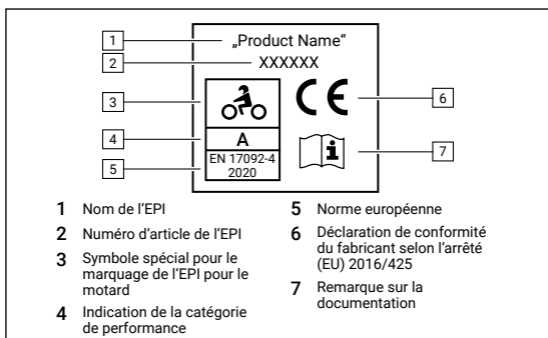 1
„Product Name“
2
XXXXXX
3
CE
6
4
A
i
7
5
EN 17092-4
2020
1 Nom de l'EPI
2 Numéro d'article de l'EPI
3 Symbole spécial pour le
marquage de l'EPI pour le
motard
4 Indication de la catégorie
de performance
5 Norme européenne
6 Déclaration de conformité
du fabricant selon l'arrêté
(EU) 2016/425
7 Remarque sur la
documentation